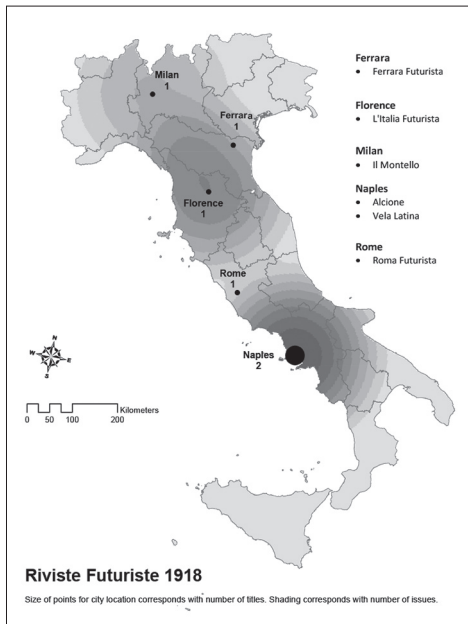 Milan
1
Ferrara
1
Florence
1
Rome
1
Naples
2
Ferrara
• Ferrara Futurista
Florence
• L'Italia Futurista
Milan
• Il Montello
Naples
• Alcione
• Vela Latina
Rome
• Roma Futurista
N
W E
S
Kilometers
0 50 100 200
Riviste Futuriste 1918
Size of points for city location corresponds with number of titles. Shading corresponds with number of issues.